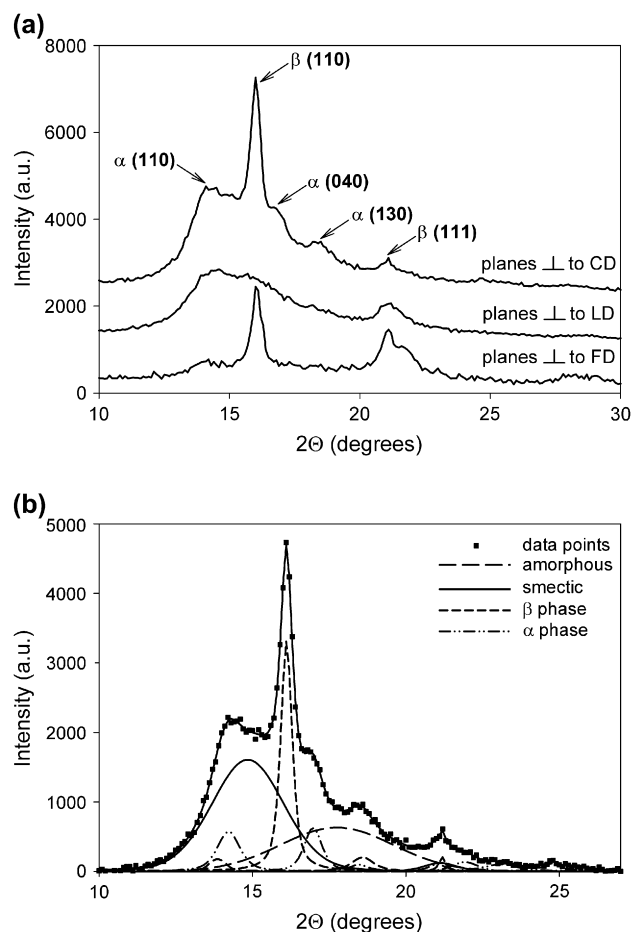 (a)
8000
6000
4000
2000
0
Intensity (a.u.)
β (110)
α (110)
α (040)
α (130)
β (111)
planes ⊥ to CD
planes ⊥ to LD
planes ⊥ to FD
10 15 20 25 30
2Θ (degrees)
(b)
5000
4000
3000
2000
1000
0
Intensity (a.u.)
data points
amorphous
smectic
β phase
α phase
10 15 20 25
2Θ (degrees)